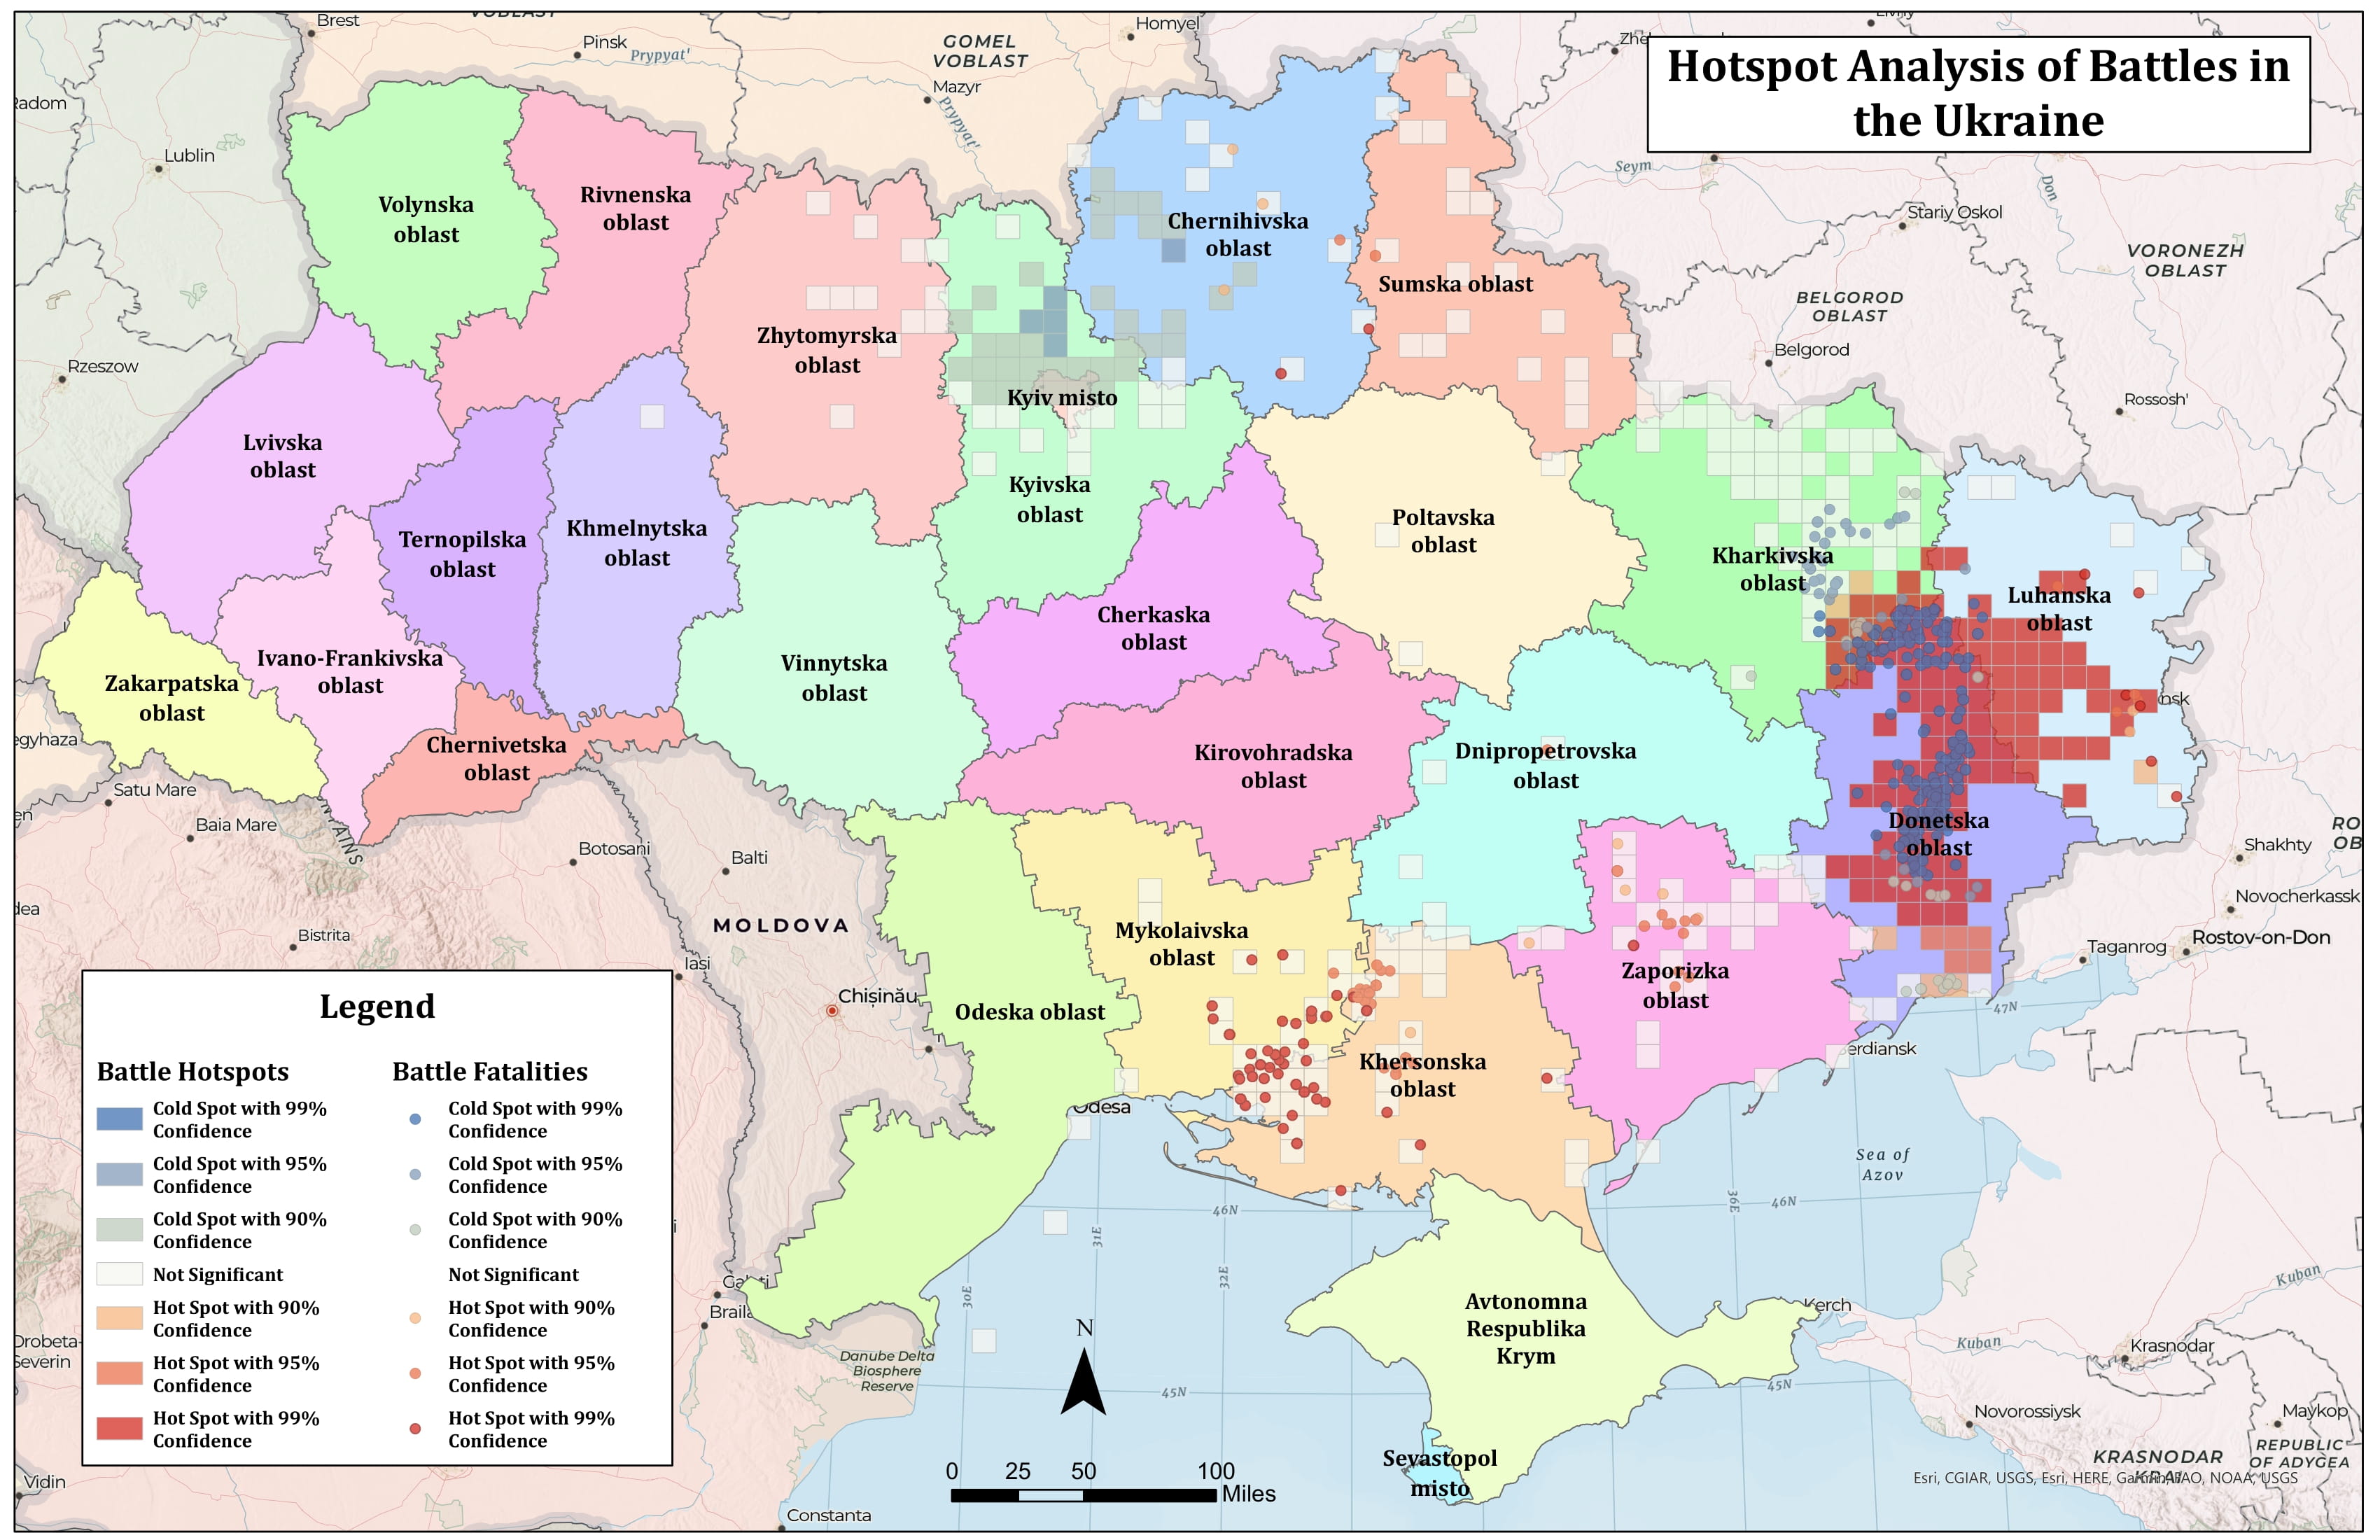 Hotspot Analysis of Battles in
the Ukraine
Brest
VOBLAST
Pinsk
Prypyat'
GOMEL
VOBLAST
Homyel
Mazyr
Prypyat'
Lublin
Rzeszow
Seym
Don
Stariy Oskol
VORONEZH
OBLAST
BELGOROD
OBLAST
Belgorod
Rossosh'
Volynska
oblast
Rivnenska
oblast
Zhytomyrska
oblast
Chernihivska
oblast
Sumska oblast
Kyiv misto
Kyivska
oblast
Lvivska
oblast
Ternopilska
oblast
Khmelnytska
oblast
Poltavska
oblast
Kharkivska
oblast
Luhanska
oblast
Cherkaska
oblast
Ivano-Frankivska
oblast
Zakarpatska
oblast
Vinnytska
oblast
Chernivetska
oblast
Kirovohradska
oblast
Dnipropetrovska
oblast
Donetska
oblast
Satu Mare
Baia Mare
Botosani
Balti
Bistrita
Iasi
MOLDOVA
Chișinău
Mykolaivska
oblast
Odeska oblast
Zaporizka
oblast
Khersonska
oblast
Shakhty
Novocherkassk
Taganrog
Rostov-on-Don
47N
Odesa
Sea of
Azov
46N
46N
36E
31E
32E
30E
Braila
Danube Delta
Biosphere
Reserve
45N
45N
Avtonomna
Respublika
Krym
Kerch
Kuban
Kuban
Krasnodar
Novorossiysk
Maykop
KRASNODAR
KRAI
REPUBLIC
OF ADYGEA
Sevastopol
misto
Vidin
Drobeta-
Severin
Constanta
N
0 25 50 100
Miles
Esri, CGIAR, USGS, Esri, HERE, Garmin, FAO, NOAA, USGS
Legend
Battle Hotspots
Cold Spot with 99%
Confidence
Cold Spot with 95%
Confidence
Cold Spot with 90%
Confidence
Not Significant
Hot Spot with 90%
Confidence
Hot Spot with 95%
Confidence
Hot Spot with 99%
Confidence
Battle Fatalities
Cold Spot with 99%
Confidence
Cold Spot with 95%
Confidence
Cold Spot with 90%
Confidence
Not Significant
Hot Spot with 90%
Confidence
Hot Spot with 95%
Confidence
Hot Spot with 99%
Confidence